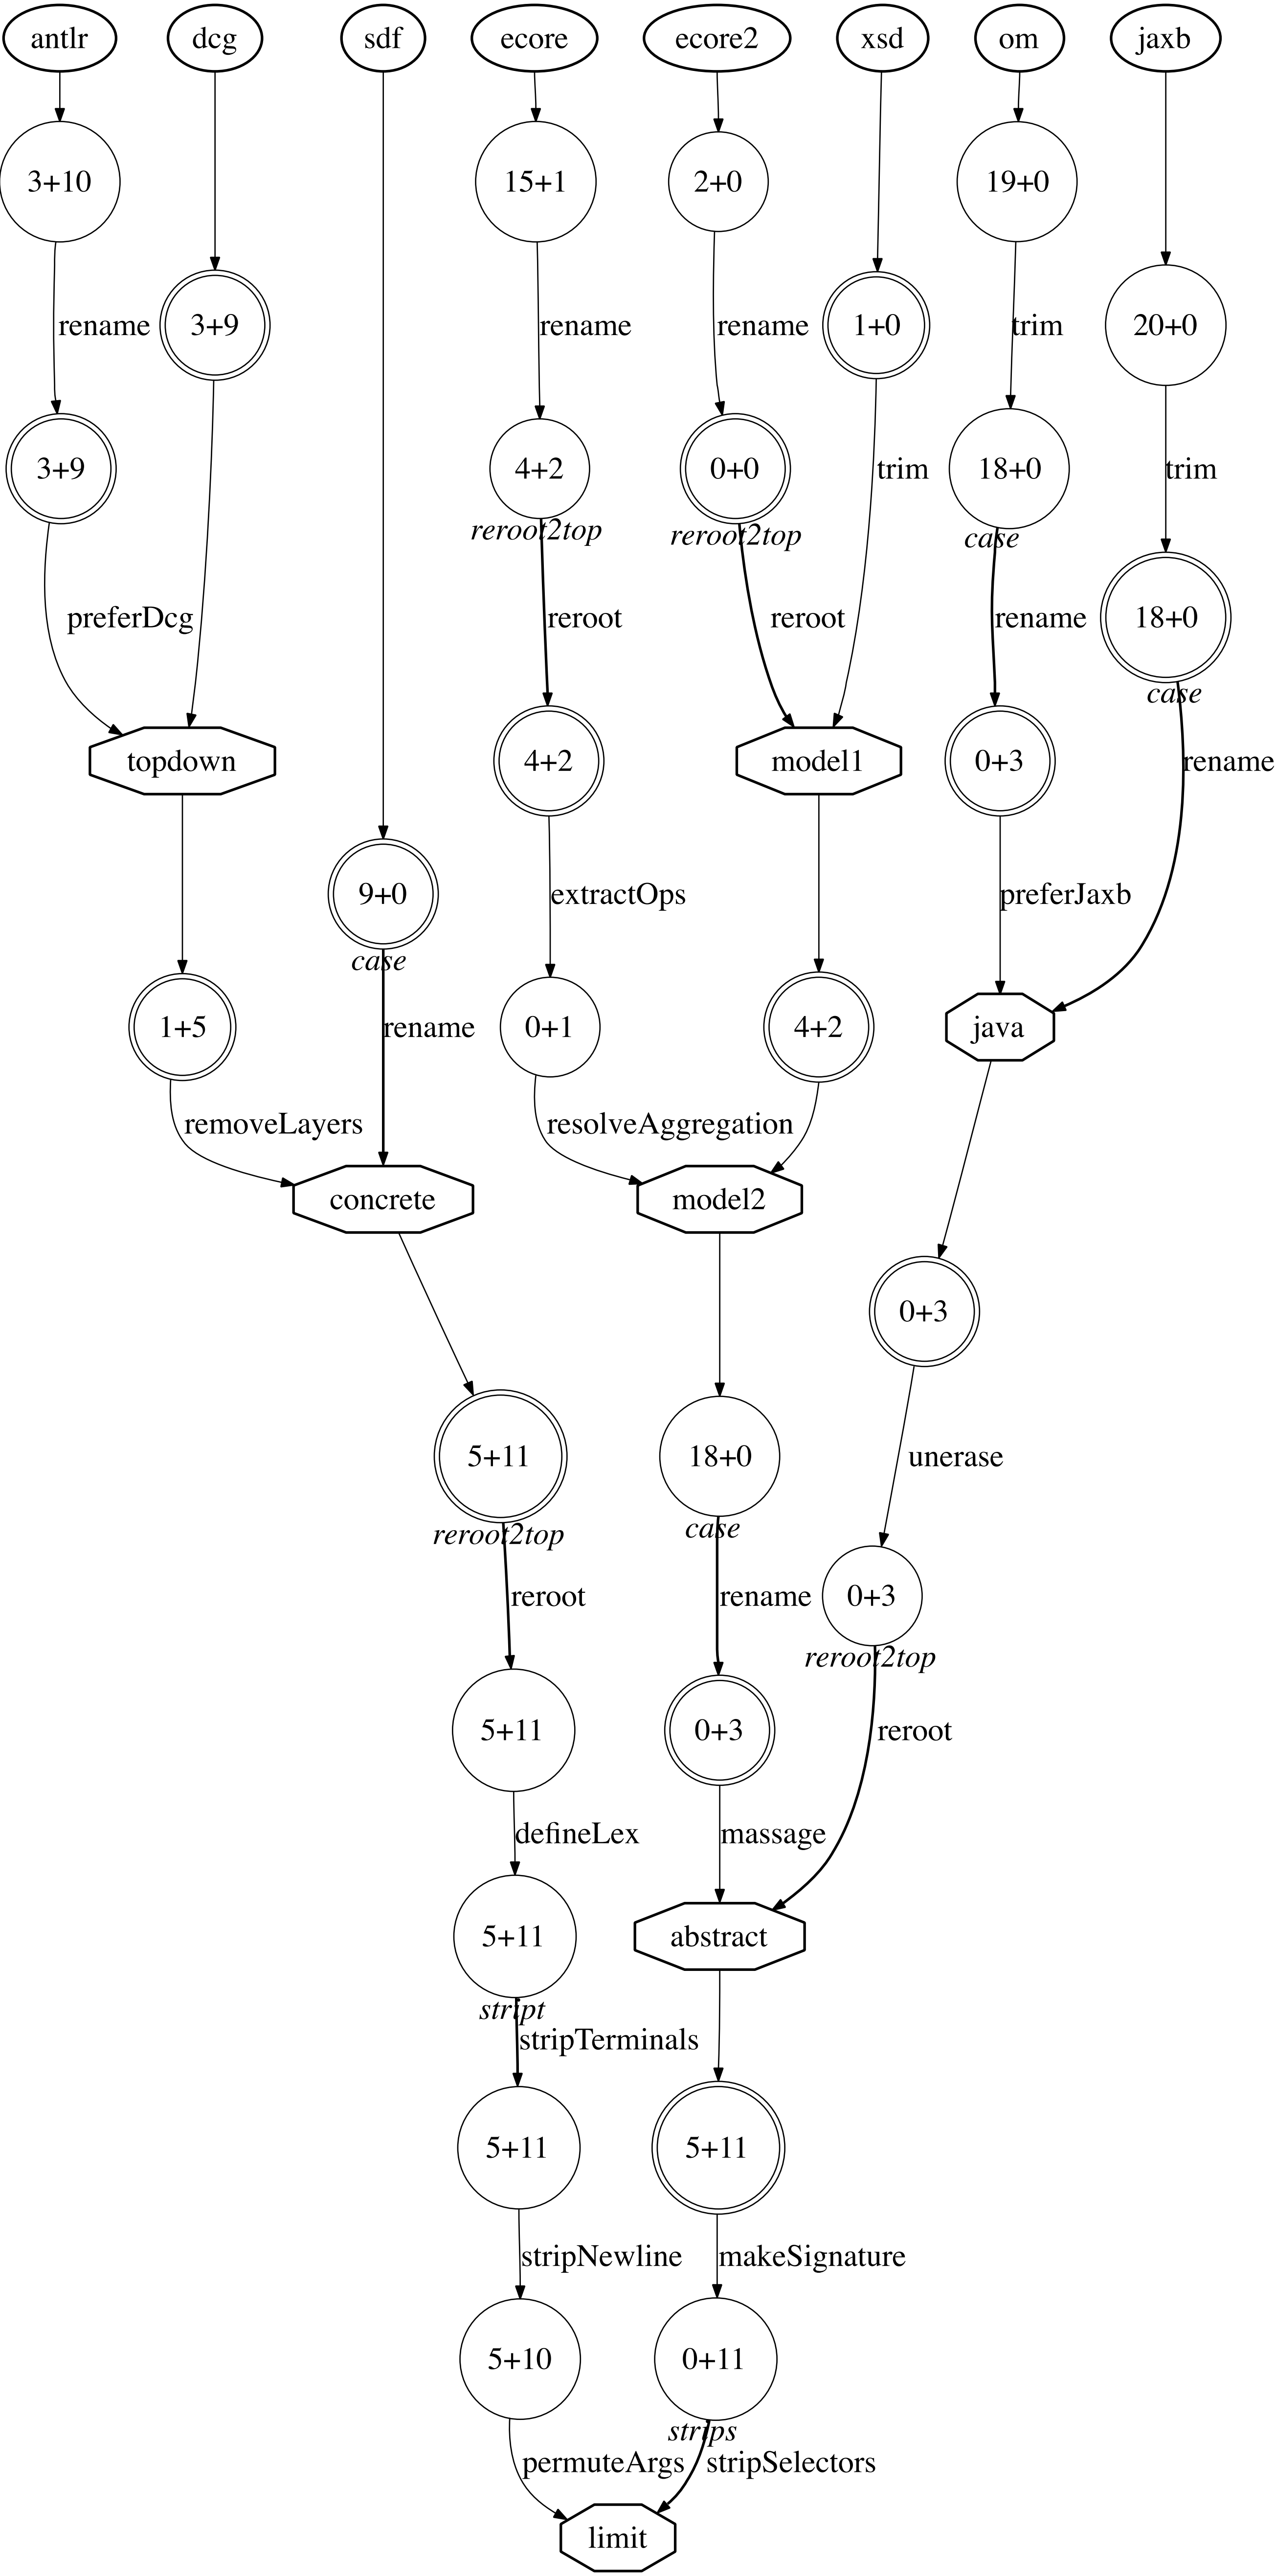 antlr
dcg
sdf
ecore
ecore2
xsd
om
jaxb
3+10
15+1
2+0
19+0
rename
3+9
rename
rename
1+0
trim
20+0
3+9
4+2
reroot2top
0+0
reroot2top
trim
18+0
case
trim
preferDcg
reroot
reroot
rename
18+0
case
topdown
4+2
model1
0+3
rename
9+0
case
extractOps
preferJaxb
1+5
rename
0+1
4+2
java
removeLayers
resolveAggregation
concrete
model2
0+3
5+11
reroot2top
18+0
case
unerase
reroot
rename
0+3
reroot2top
5+11
0+3
reroot
defineLex
massage
5+11
stript
abstract
stripTerminals
5+11
5+11
stripNewline
makeSignature
5+10
0+11
strips
permuteArgs
stripSelectors
limit